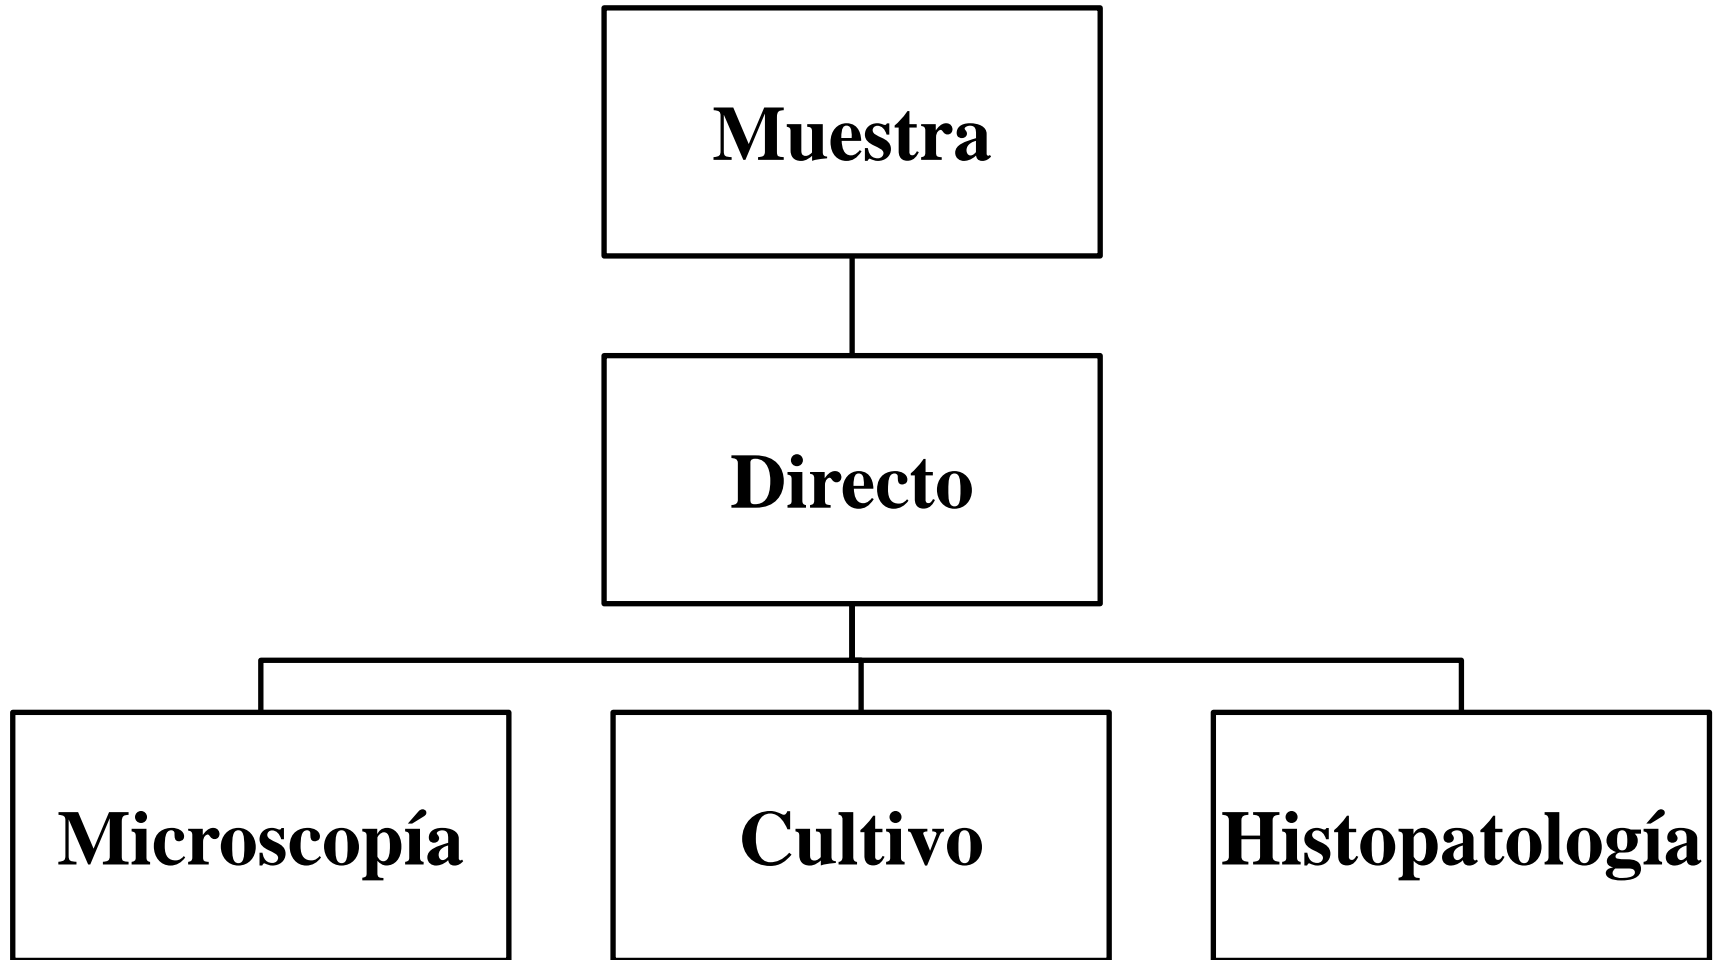 Muestra
Directo
Microscopía
Cultivo
Histopatología